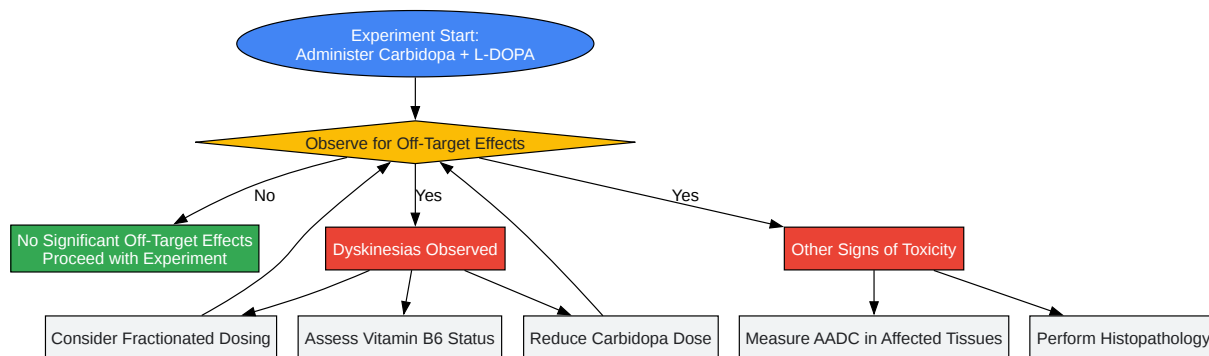 Experiment Start:
Administer Carbidopa + L-DOPA
Observe for Off-Target Effects
No
Yes
Yes
No Significant Off-Target Effects
Proceed with Experiment
Dyskinesias Observed
Other Signs of Toxicity
Consider Fractionated Dosing
Assess Vitamin B6 Status
Reduce Carbidopa Dose
Measure AADC in Affected Tissues
Perform Histopathology